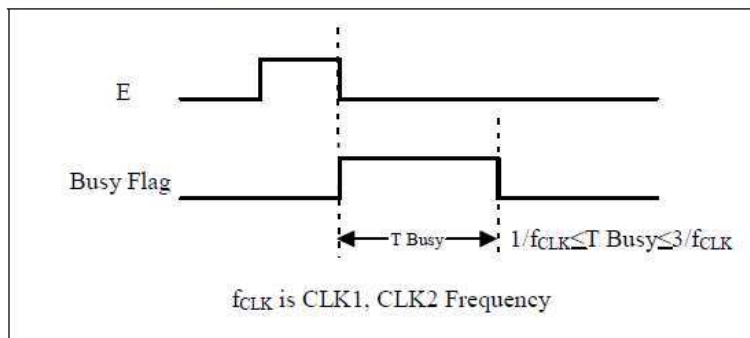 E
Busy Flag
T Busy
1/fCLK≤T Busy≤3/fCLK
fCLK is CLK1, CLK2 Frequency